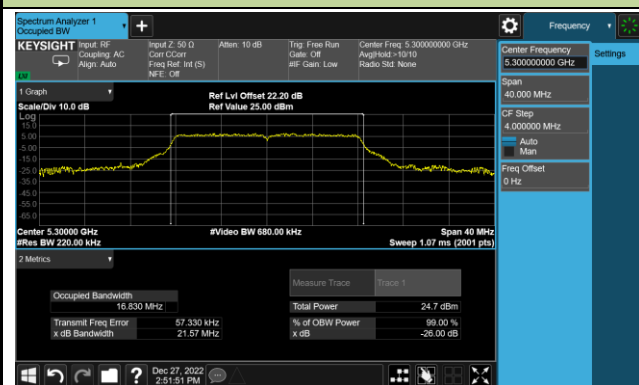 Spectrum Analyzer 1
Occupied BW
+
Frequency
KEYSIGHT
Input: RF
Coupling: AC
Align: Auto
Input Z: 50 Ω
Corr CCorr
Freq Ref: Int (S)
NFE: Off
Atten: 10 dB
Trig: Free Run
Gate: Off
#IF Gain: Low
Center Freq: 5.300000000 GHz
Avg|Hold:>10/10
Radio Std: None
Center Frequency
5.300000000 GHz
Settings
Span
40.000 MHz
CF Step
4.000000 MHz
Auto
Man
Freq Offset
0 Hz
1 Graph
Scale/Div 10.0 dB
Ref Lvl Offset 22.20 dB
Ref Value 25.00 dBm
Log
15.0
5.00
-5.00
-15.0
-25.0
-35.0
-45.0
-55.0
-65.0
Center 5.30000 GHz
#Res BW 220.00 kHz
#Video BW 680.00 kHz
Span 40 MHz
Sweep 1.07 ms (2001 pts)
2 Metrics
Measure Trace Trace 1
Occupied Bandwidth
16.830 MHz
Total Power 24.7 dBm
Transmit Freq Error 57.330 kHz
% of OBW Power 99.00 %
x dB Bandwidth 21.57 MHz
x dB -26.00 dB
?
Dec 27, 2022
2:51:51 PM